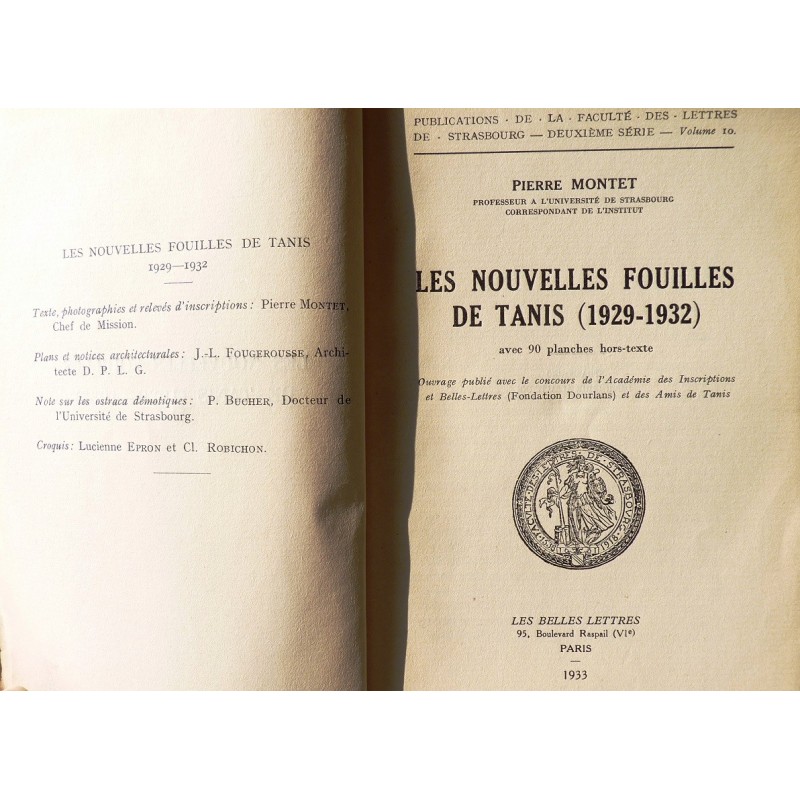 LES NOUVELLES FOUILLES DE TANIS
1929—1932
Texte, photographies et relevés d'inscriptions : Pierre MONTET,
Chef de Mission.
Plans et notices architecturales : J.-L. FOUGEROUSSE, Archi-
tecte D. P. L. G.
Note sur les ostraca démotiques : P. BUCHER, Docteur de
l'Université de Strasbourg.
Croquis : Lucienne EPRON et Cl. ROBICHON.
PUBLICATIONS · DE · LA · FACULTÉ · DES · LETTRES
DE · STRASBOURG — DEUXIÈME SÉRIE — Volume 10.
PIERRE MONTET
PROFESSEUR A L'UNIVERSITÉ DE STRASBOURG
CORRESPONDANT DE L'INSTITUT
LES NOUVELLES FOUILLES
DE TANIS (1929-1932)
avec 90 planches hors-texte
Ouvrage publié avec le concours de l'Académie des Inscriptions
et Belles-Lettres (Fondation Dourlans) et des Amis de Tanis
FACULTÉ · DES · LETTRES · DE · STRASBOURG
LES BELLES LETTRES
95, Boulevard Raspail (VIe)
PARIS
1933